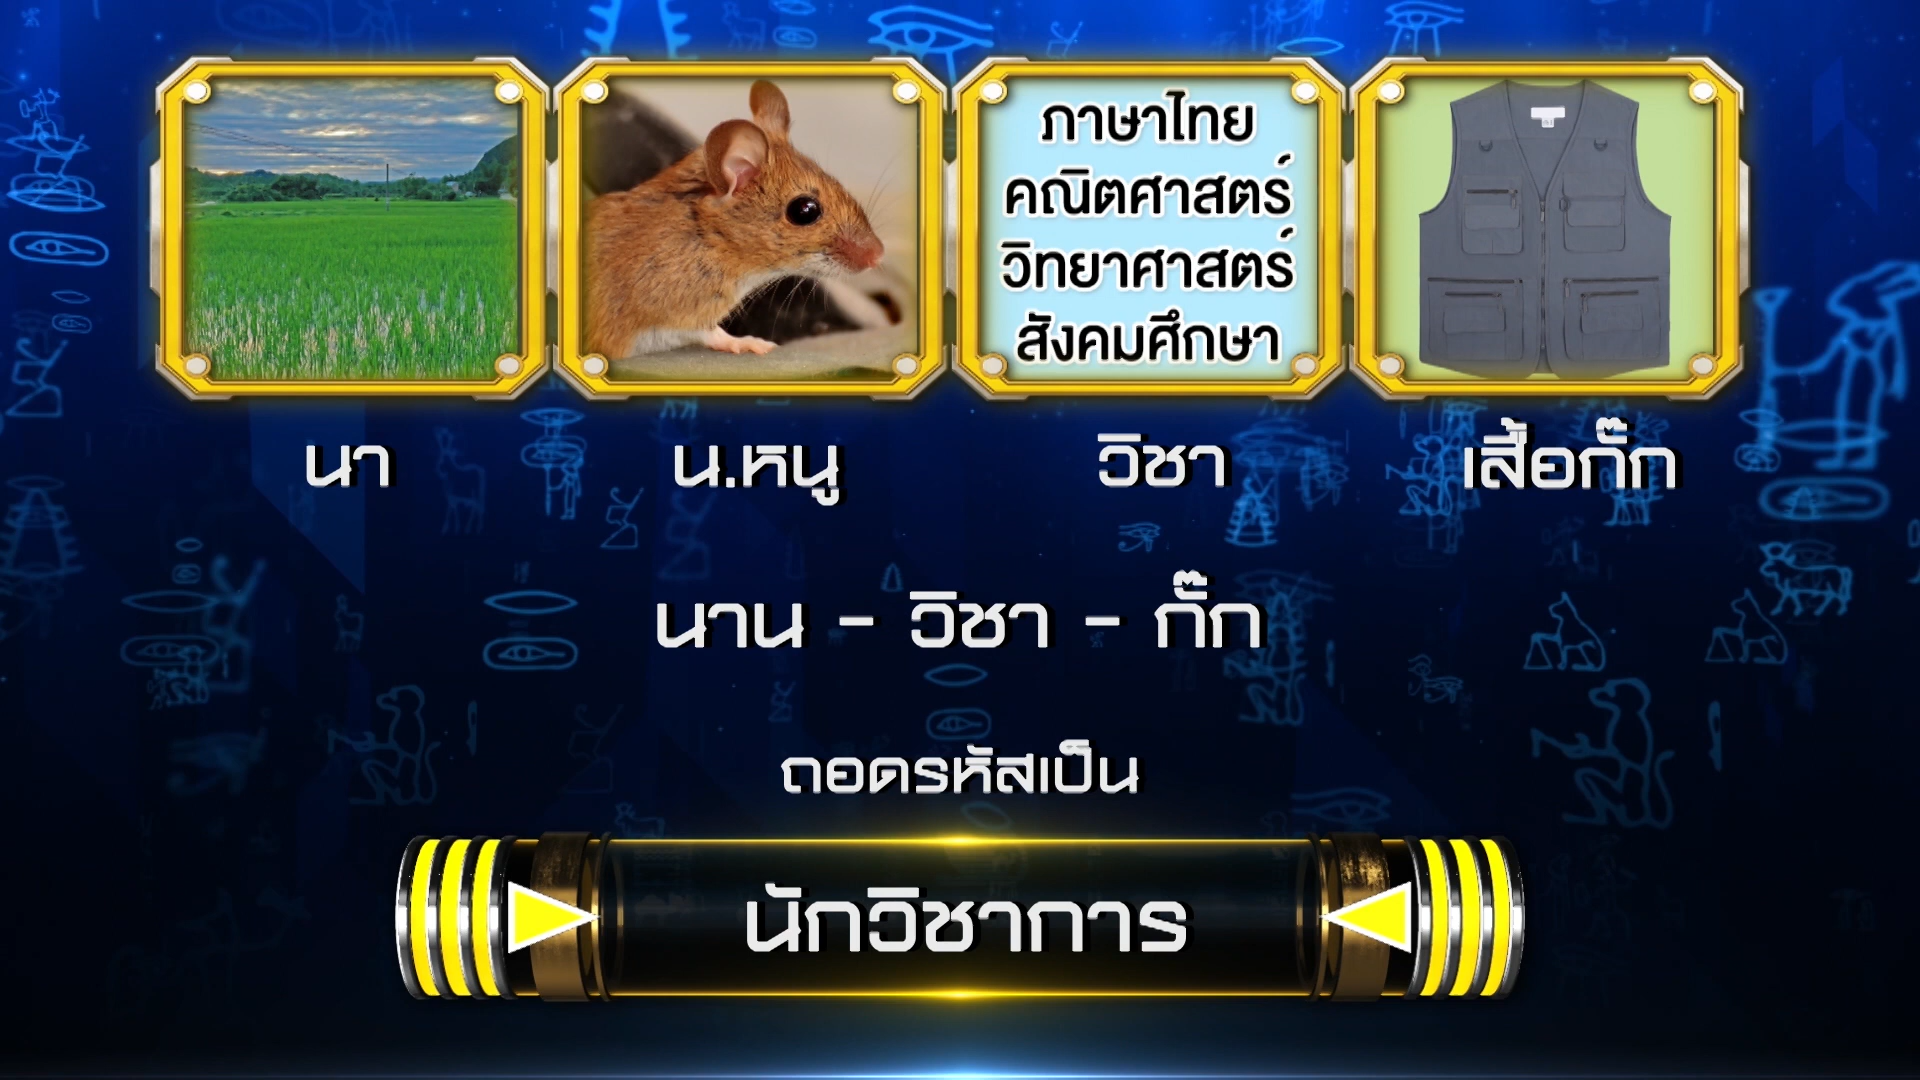 ภาษาไทย
คณิตศาสตร์
วิทยาศาสตร์
สังคมศึกษา
นา น.หนู วิชา เสื้อกั๊ก
นาน - วิชา - กั๊ก
ถอดรหัสเป็น
นักวิชาการ